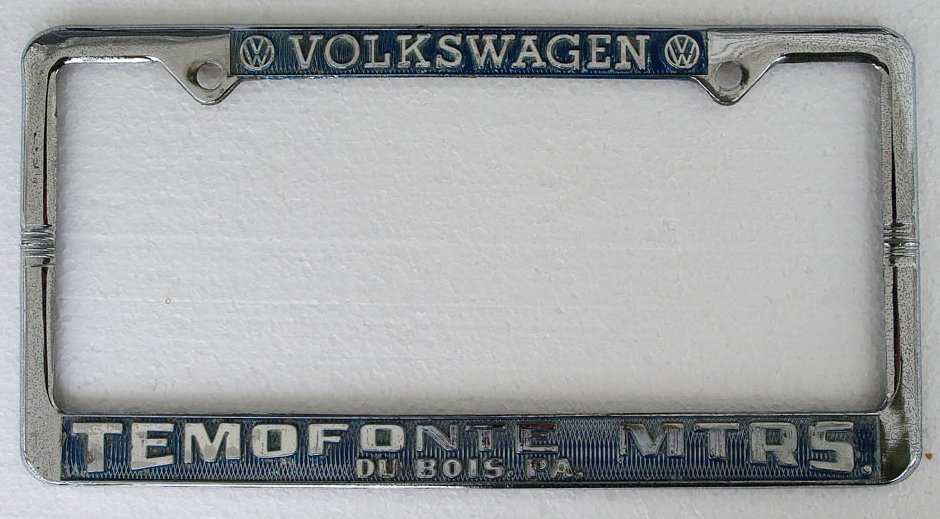 VW VOLKSWAGEN VW
TEMOFONTE MTRS.
DU BOIS, PA.